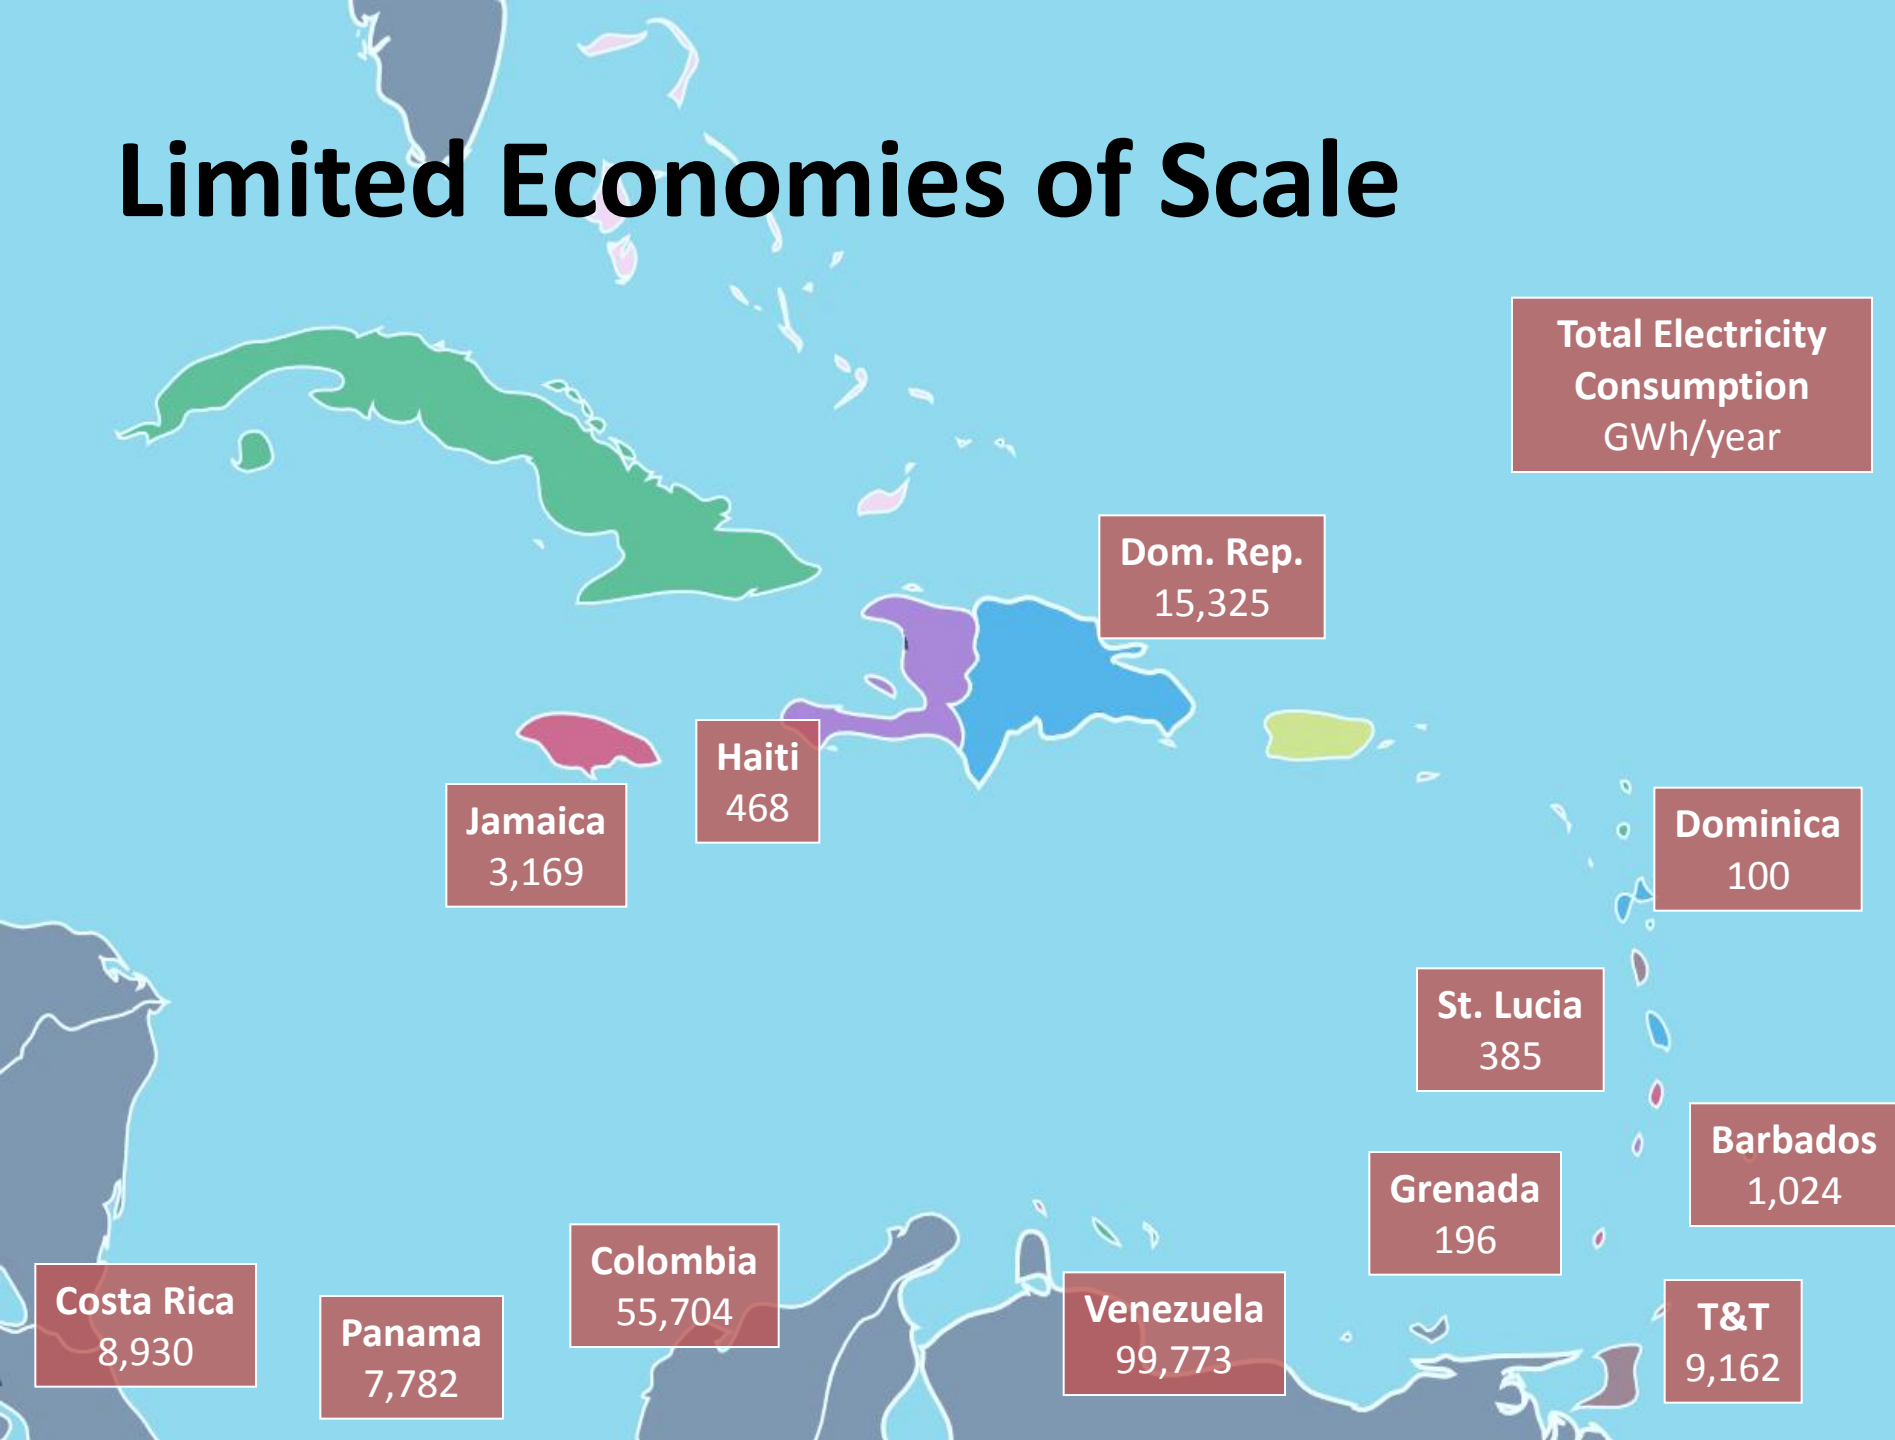 Limited Economies of Scale
Total Electricity
Consumption
GWh/year
Dom. Rep.
15,325
Haiti
468
Jamaica
3,169
Dominica
100
St. Lucia
385
Barbados
1,024
Grenada
196
Colombia
55,704
Costa Rica
8,930
Panama
7,782
Venezuela
99,773
T&T
9,162